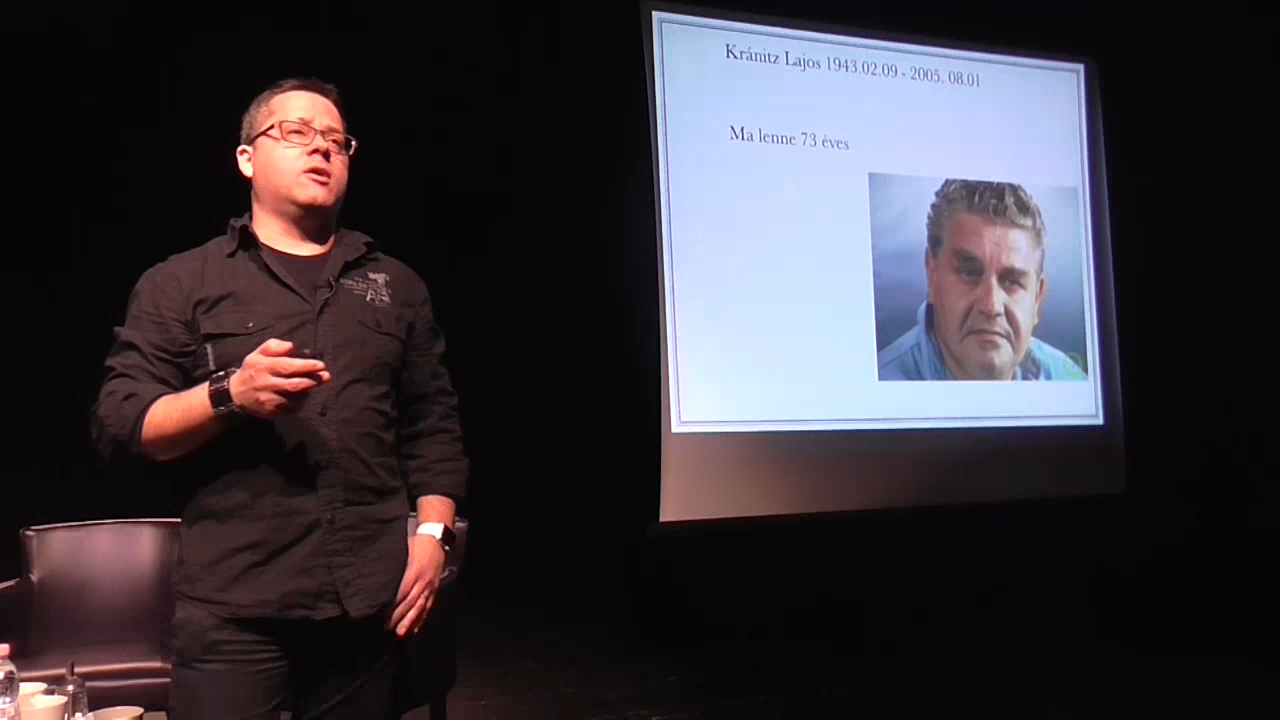 Kránitz Lajos 1943.02.09 - 2005. 08.01
Ma lenne 73 éves